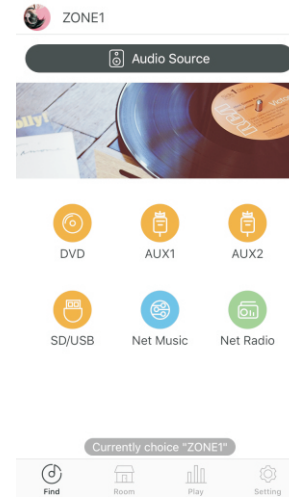 ZONE1
Audio Source
olly!
DVD
AUX1
AUX2
SD/USB
Net Music
Net Radio
Currently choice "ZONE1"
Find
Room
Play
Setting